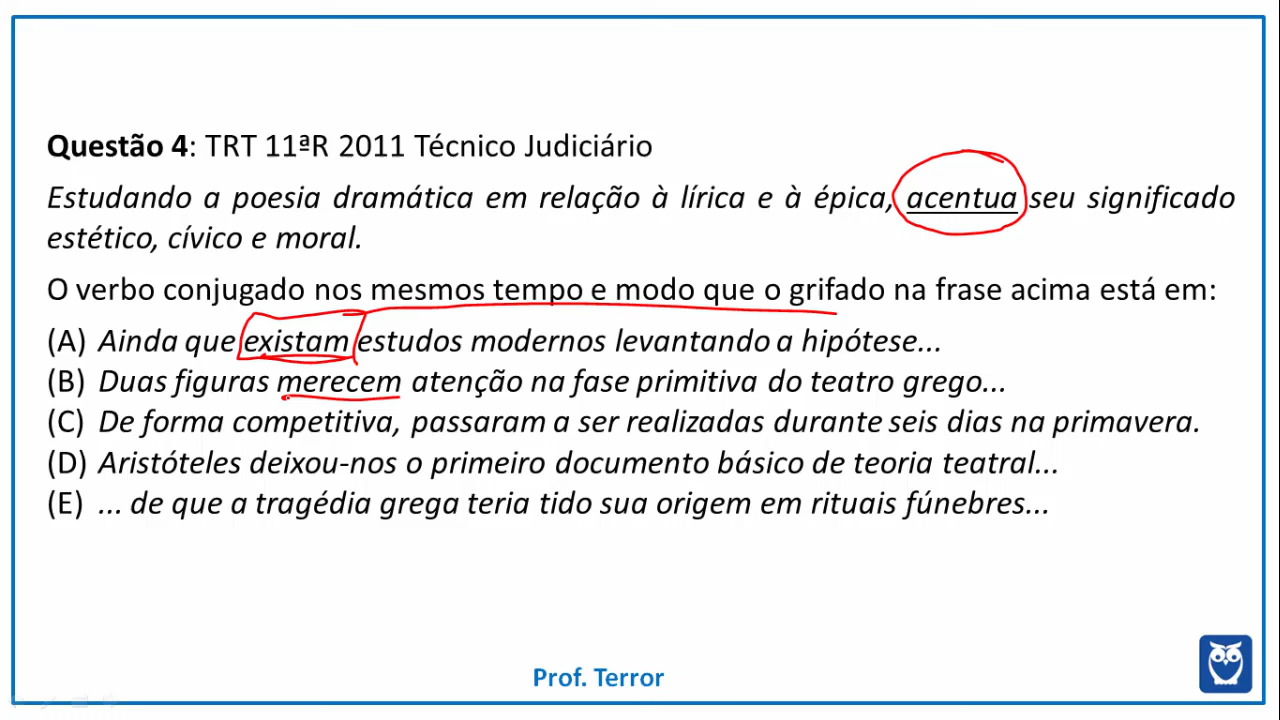 Questão 4: TRT 11ªR 2011 Técnico Judiciário
Estudando a poesia dramática em relação à lírica e à épica, acentua seu significado
estético, cívico e moral.
O verbo conjugado nos mesmos tempo e modo que o grifado na frase acima está em:
(A) Ainda que existam estudos modernos levantando a hipótese...
(B) Duas figuras merecem atenção na fase primitiva do teatro grego...
(C) De forma competitiva, passaram a ser realizadas durante seis dias na primavera.
(D) Aristóteles deixou-nos o primeiro documento básico de teoria teatral...
(E) ... de que a tragédia grega teria tido sua origem em rituais fúnebres...
Prof. Terror